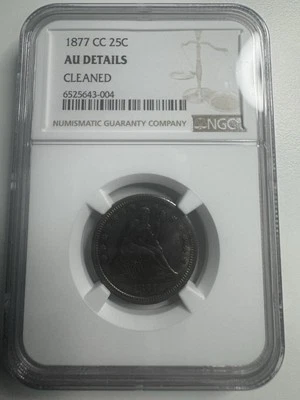 1877 CC 25C
AU DETAILS
CLEANED
6525643-004
NUMISMATIC GUARANTY COMPANY
NGC